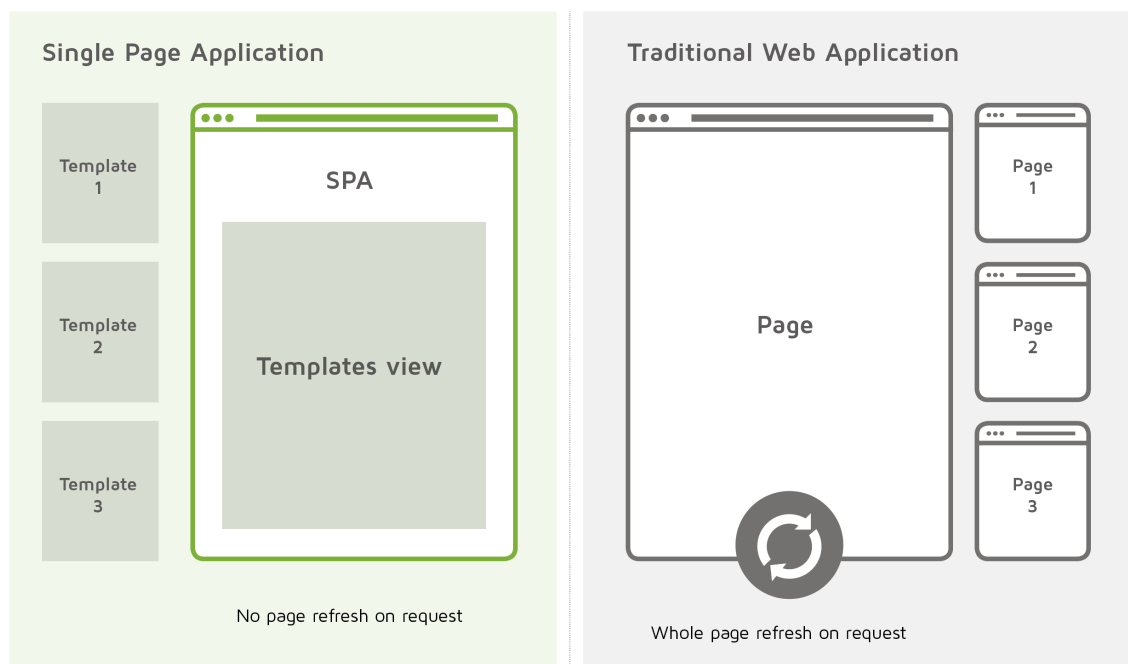 Single Page Application
Template
1
Template
2
Template
3
SPA
Templates view
No page refresh on request
Traditional Web Application
Page
Page
1
Page
2
Page
3
Whole page refresh on request